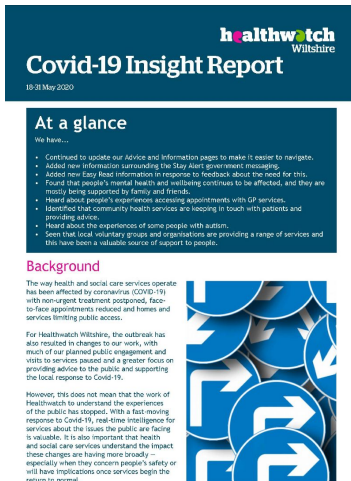 healthwatch
Wiltshire
Covid-19 Insight Report
18-31 May 2020
At a glance
We have...
• Continued to update our Advice and Information pages to make it easier to navigate.
• Added new information surrounding the Stay Alert government messaging.
• Added new Easy Read information in response to feedback about the need for this.
• Found that people's mental health and wellbeing continues to be affected, and they are
mostly being supported by family and friends.
• Heard about people's experiences accessing appointments with GP services.
• Identified that community health services are keeping in touch with patients and
providing advice.
• Heard about the experiences of some people with autism.
• Seen that local voluntary groups and organisations are providing a range of services and
this have been a valuable source of support to people.
Background
The way health and social care services operate
has been affected by coronavirus (COVID-19)
with non-urgent treatment postponed, face-
to-face appointments reduced and homes and
services limiting public access.
For Healthwatch Wiltshire, the outbreak has
also resulted in changes to our work, with
much of our planned public engagement and
visits to services paused and a greater focus on
providing advice to the public and supporting
the local response to Covid-19.
However, this does not mean that the work of
Healthwatch to understand the experiences
of the public has stopped. With a fast-moving
response to Covid-19, real-time intelligence for
services about the issues the public are facing
is valuable. It is also important that health
and social care services understand the impact
these changes are having more broadly —
especially when they concern people's safety or
will have implications once services begin the
return to normal.